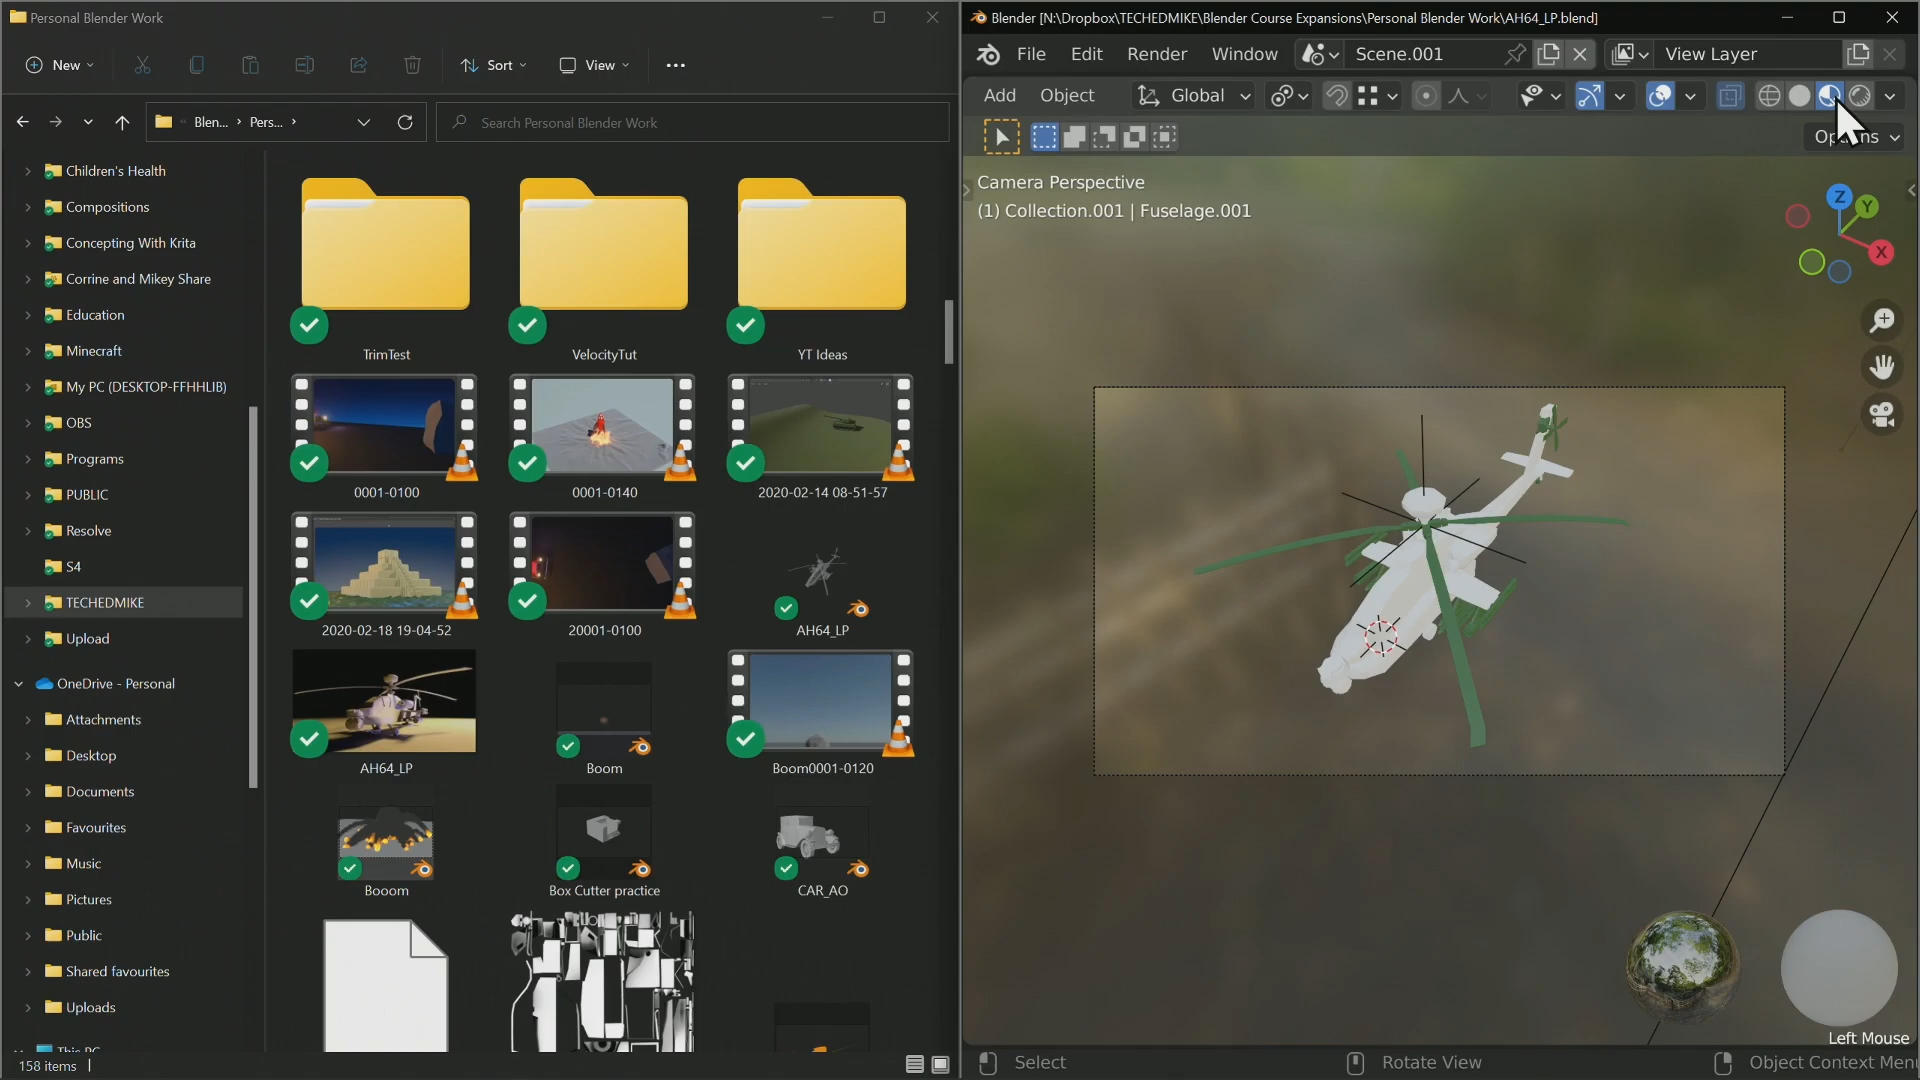 Personal Blender Work
New
Sort
View
Blen...
Pers...
Search Personal Blender Work
Children's Health
Compositions
Concepting With Krita
Corrine and Mikey Share
Education
Minecraft
My PC (DESKTOP-FFHHLIB)
OBS
Programs
PUBLIC
Resolve
S4
TECHEDMIKE
Upload
OneDrive - Personal
Attachments
Desktop
Documents
Favourites
Music
Pictures
Public
Shared favourites
Uploads
This PC
TrimTest
VelocityTut
YT Ideas
0001-0100
0001-0140
2020-02-14 08-51-57
2020-02-18 19-04-52
20001-0100
AH64_LP
AH64_LP
Boom
Boom0001-0120
Booom
Box Cutter practice
CAR_AO
158 items
Blender [N:\Dropbox\TECHEDMIKE\Blender Course Expansions\Personal Blender Work\AH64_LP.blend]
File
Edit
Render
Window
Scene.001
View Layer
Add
Object
Global
Camera Perspective
(1) Collection.001 | Fuselage.001
Z
Y
X
Left Mouse
Select
Rotate View
Object Context Menu